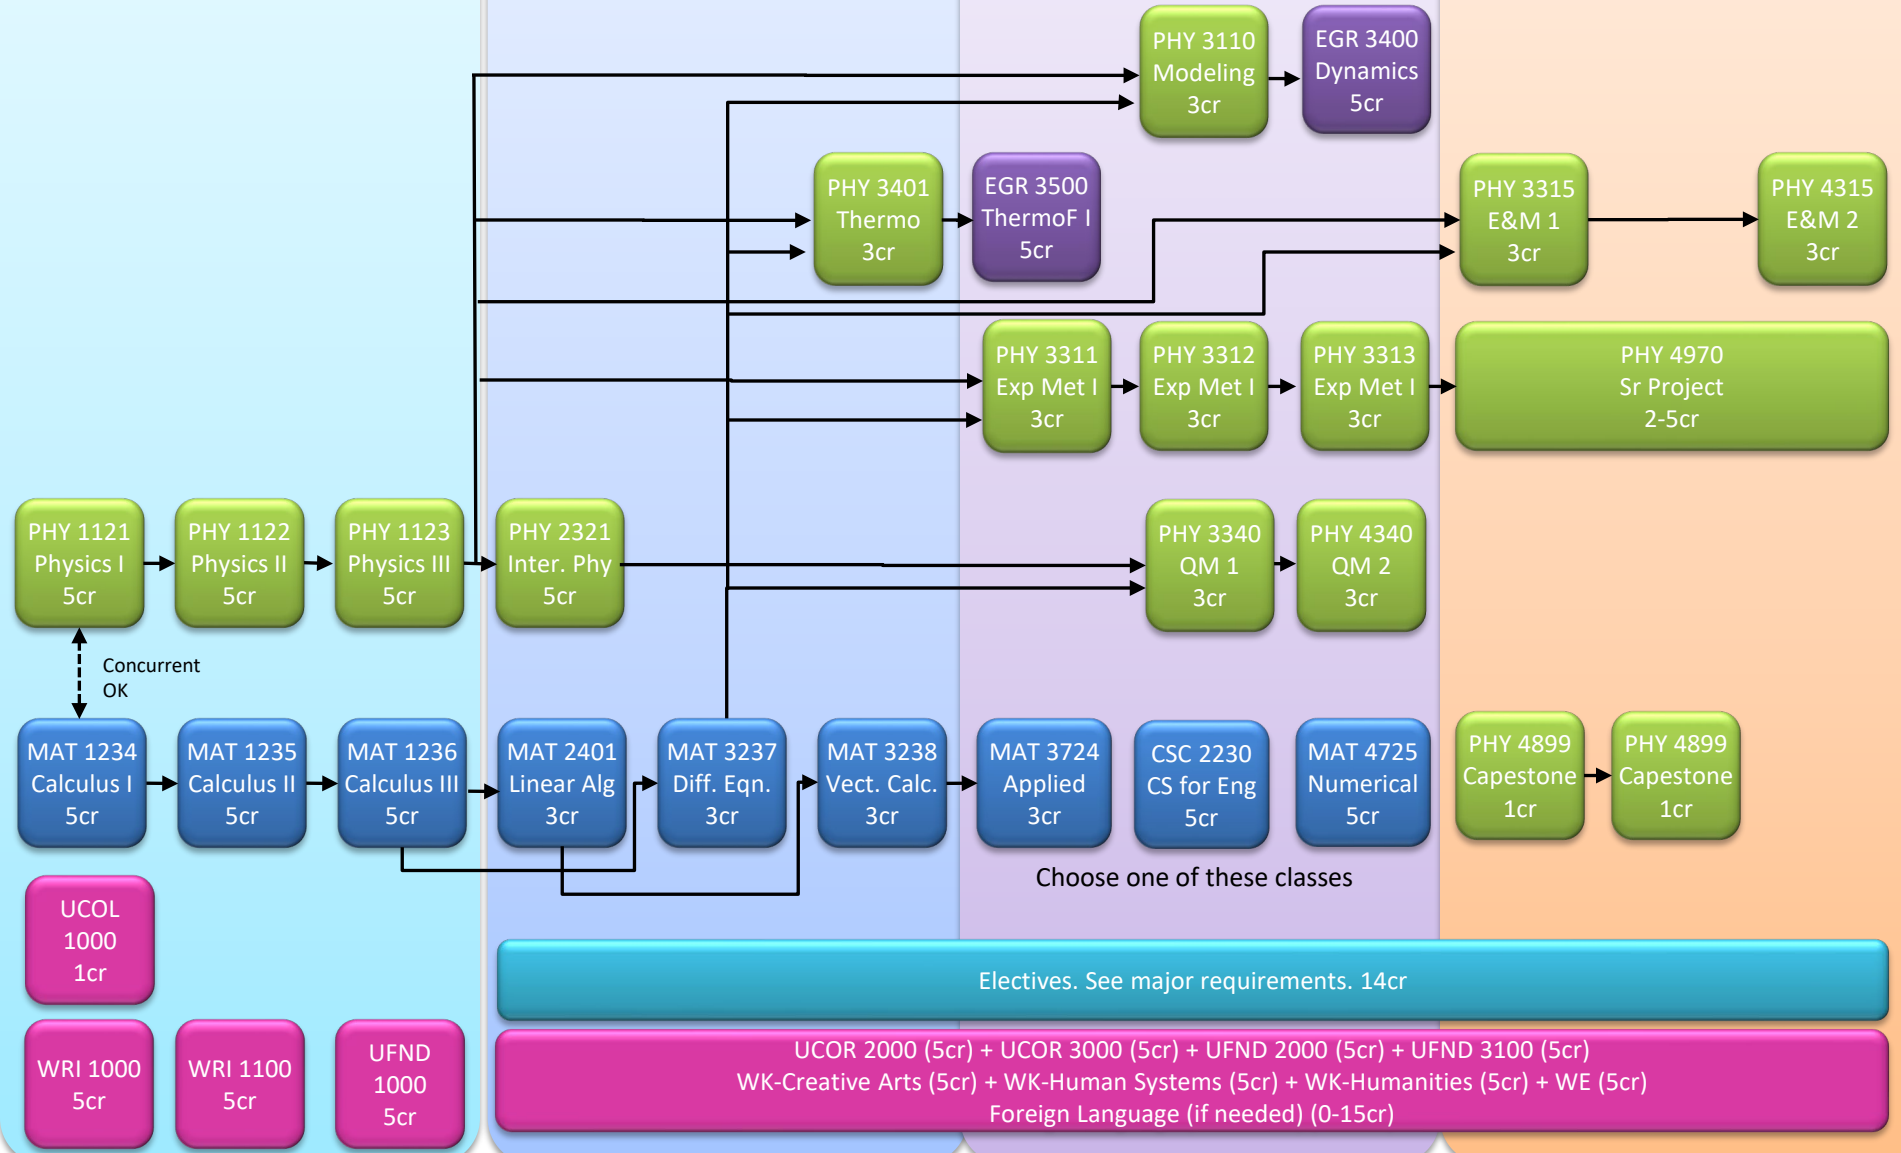 PHY 3110
Modeling
3cr
EGR 3400
Dynamics
5cr
PHY 3401
Thermo
3cr
EGR 3500
ThermoF I
5cr
PHY 3315
E&M 1
3cr
PHY 4315
E&M 2
3cr
PHY 3311
Exp Met I
3cr
PHY 3312
Exp Met I
3cr
PHY 3313
Exp Met I
3cr
PHY 4970
Sr Project
2-5cr
PHY 1121
Physics I
5cr
PHY 1122
Physics II
5cr
PHY 1123
Physics III
5cr
PHY 2321
Inter. Phy
5cr
PHY 3340
QM 1
3cr
PHY 4340
QM 2
3cr
Concurrent
OK
MAT 1234
Calculus I
5cr
MAT 1235
Calculus II
5cr
MAT 1236
Calculus III
5cr
MAT 2401
Linear Alg
3cr
MAT 3237
Diff. Eqn.
3cr
MAT 3238
Vect. Calc.
3cr
MAT 3724
Applied
3cr
CSC 2230
CS for Eng
5cr
MAT 4725
Numerical
5cr
PHY 4899
Capestone
1cr
PHY 4899
Capestone
1cr
Choose one of these classes
UCOL
1000
1cr
Electives. See major requirements. 14cr
WRI 1000
5cr
WRI 1100
5cr
UFND
1000
5cr
UCOR 2000 (5cr) + UCOR 3000 (5cr) + UFND 2000 (5cr) + UFND 3100 (5cr)
WK-Creative Arts (5cr) + WK-Human Systems (5cr) + WK-Humanities (5cr) + WE (5cr)
Foreign Language (if needed) (0-15cr)